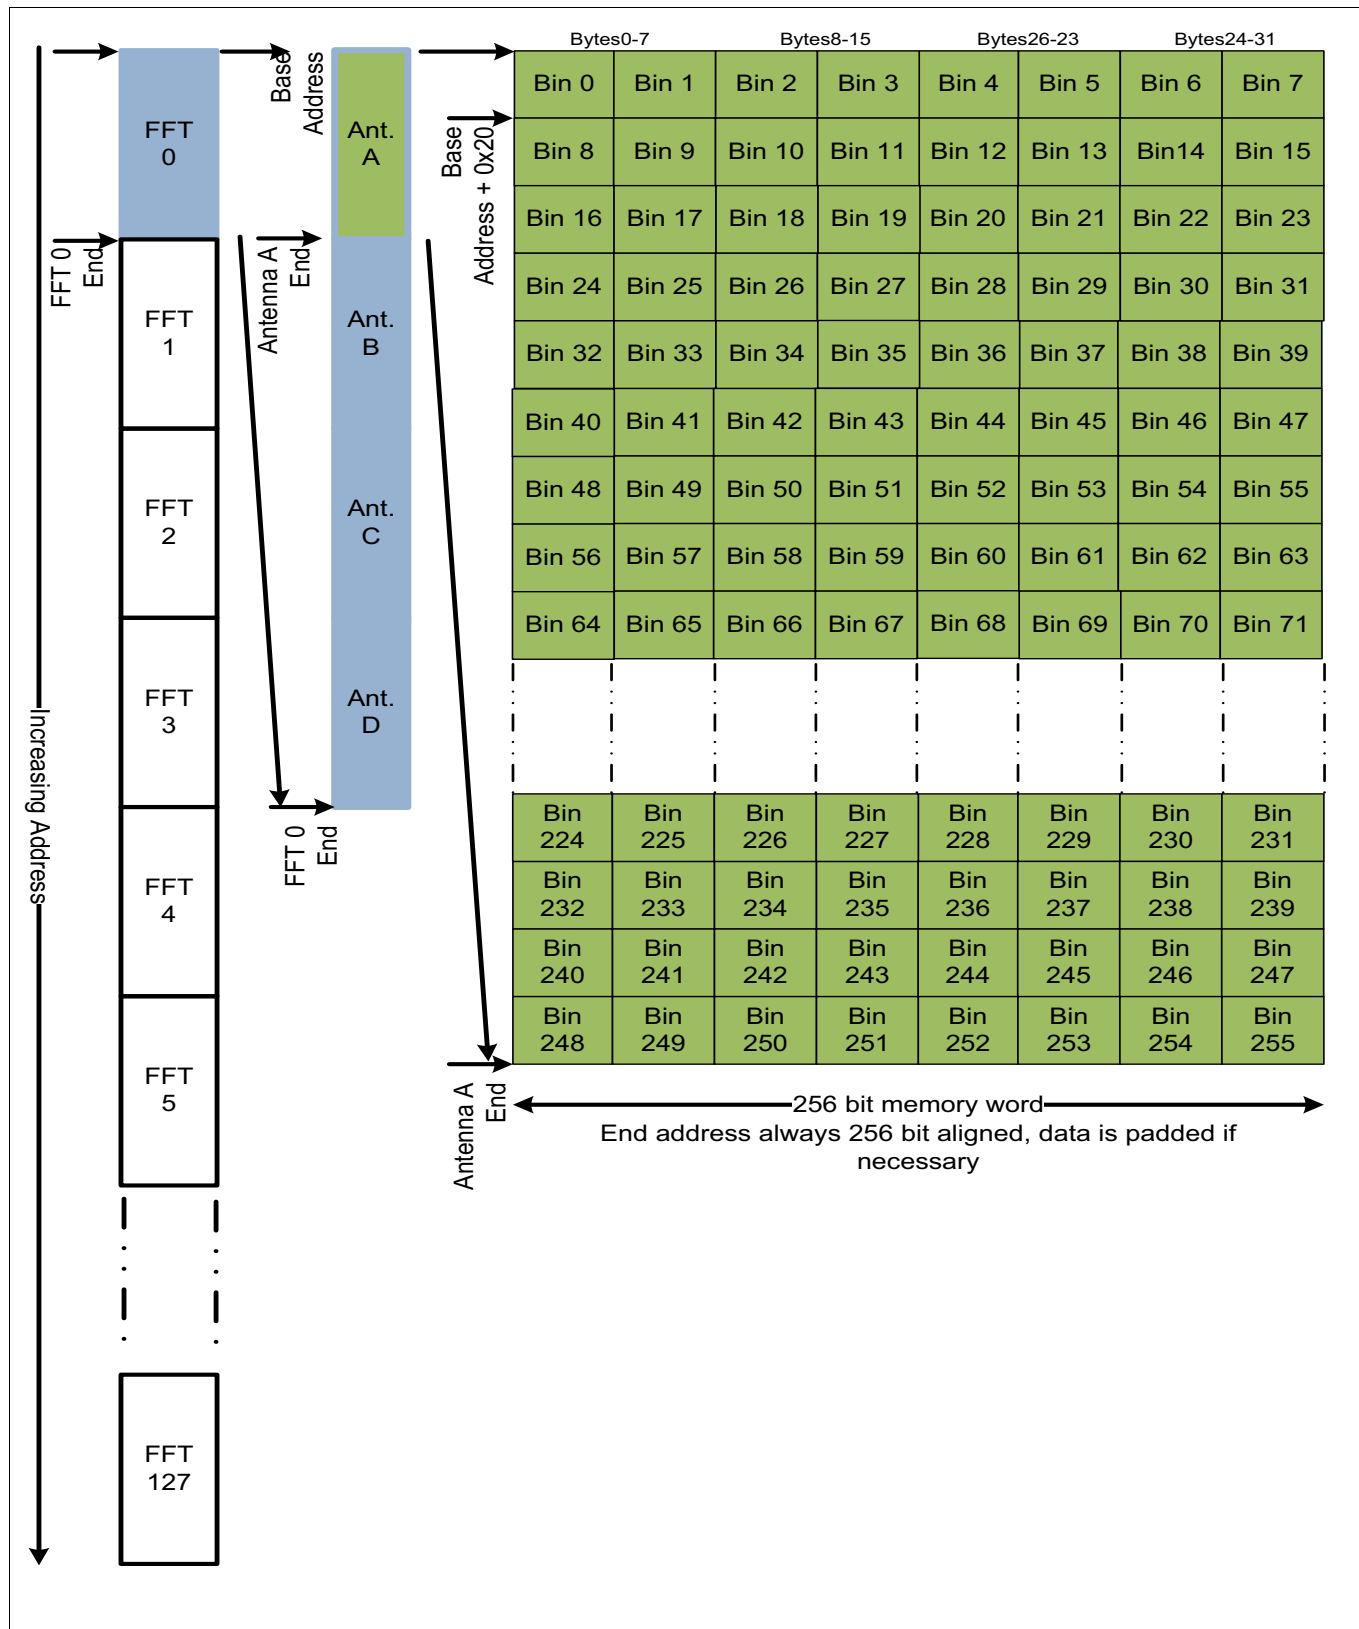 Bytes0-7 Bytes8-15 Bytes26-23 Bytes24-31
Increasing Address
FFT
0
FFT 0
End
FFT
1
FFT
2
FFT
3
FFT
4
FFT
5
FFT
127
Base
Address
Ant.
A
Antenna A
End
Ant.
B
Ant.
C
Ant.
D
FFT 0
End
Base
Address + 0x20
Bin 0 Bin 1 Bin 2 Bin 3 Bin 4 Bin 5 Bin 6 Bin 7
Bin 8 Bin 9 Bin 10 Bin 11 Bin 12 Bin 13 Bin14 Bin 15
Bin 16 Bin 17 Bin 18 Bin 19 Bin 20 Bin 21 Bin 22 Bin 23
Bin 24 Bin 25 Bin 26 Bin 27 Bin 28 Bin 29 Bin 30 Bin 31
Bin 32 Bin 33 Bin 34 Bin 35 Bin 36 Bin 37 Bin 38 Bin 39
Bin 40 Bin 41 Bin 42 Bin 43 Bin 44 Bin 45 Bin 46 Bin 47
Bin 48 Bin 49 Bin 50 Bin 51 Bin 52 Bin 53 Bin 54 Bin 55
Bin 56 Bin 57 Bin 58 Bin 59 Bin 60 Bin 61 Bin 62 Bin 63
Bin 64 Bin 65 Bin 66 Bin 67 Bin 68 Bin 69 Bin 70 Bin 71
Bin Bin Bin Bin Bin Bin Bin Bin
224 225 226 227 228 229 230 231
Bin Bin Bin Bin Bin Bin Bin Bin
232 233 234 235 236 237 238 239
Bin Bin Bin Bin Bin Bin Bin Bin
240 241 242 243 244 245 246 247
Bin Bin Bin Bin Bin Bin Bin Bin
248 249 250 251 252 253 254 255
Antenna A
End
256 bit memory word
End address always 256 bit aligned, data is padded if
necessary